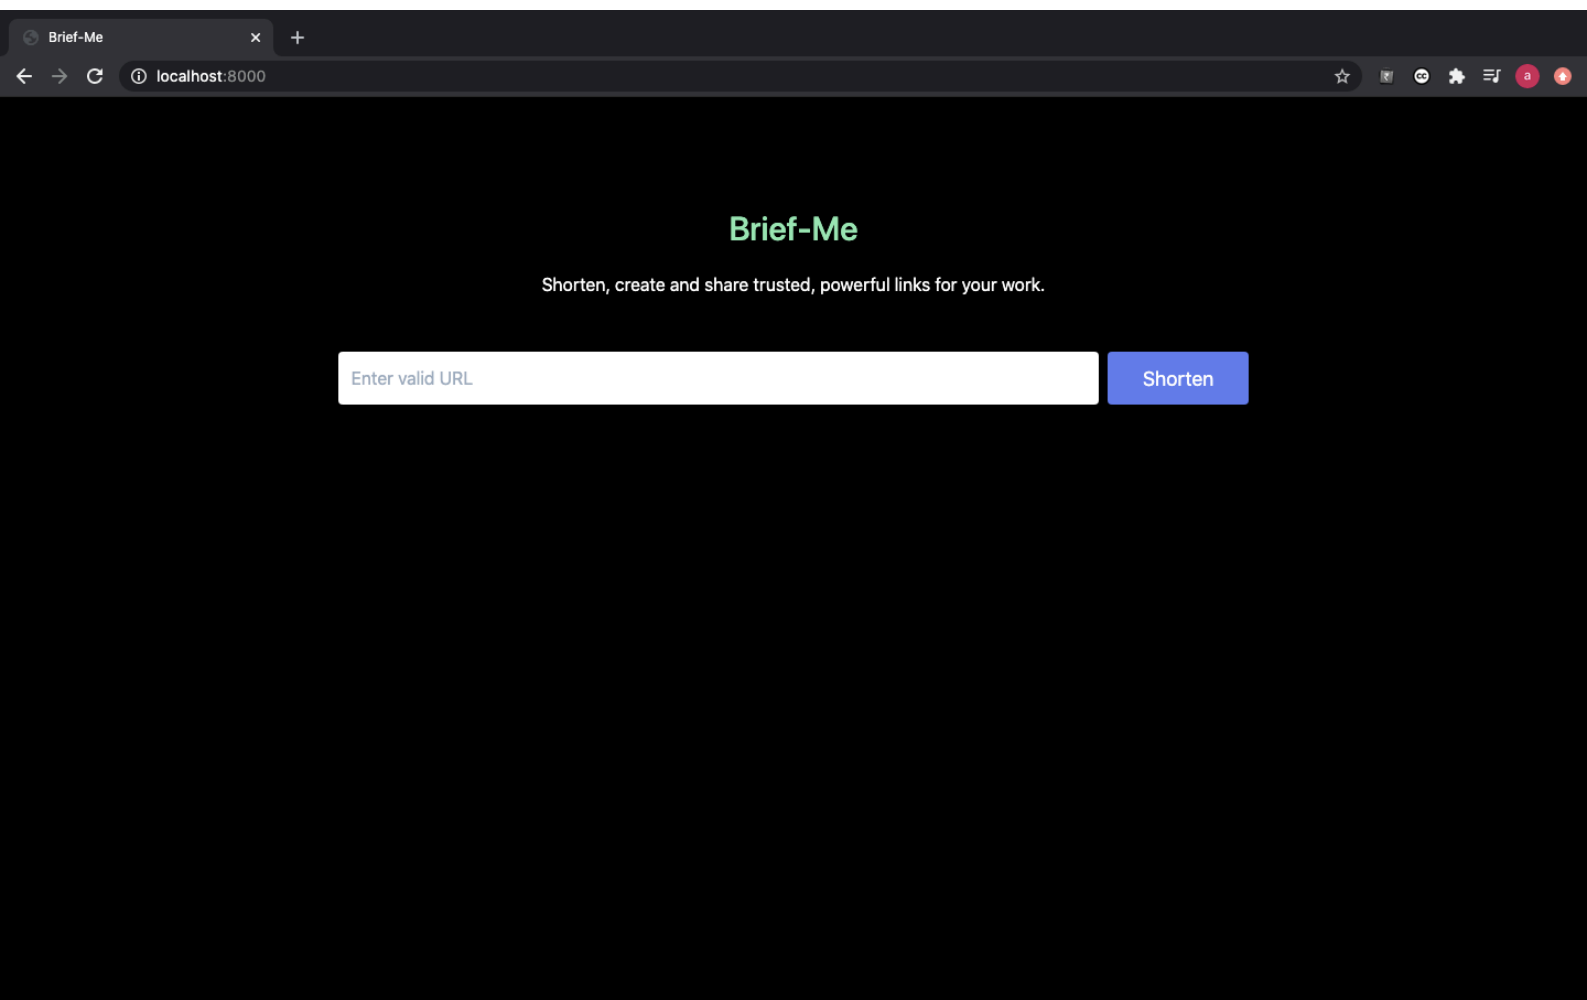 Brief-Me
localhost:8000
a
Brief-Me
Shorten, create and share trusted, powerful links for your work.
Enter valid URL
Shorten